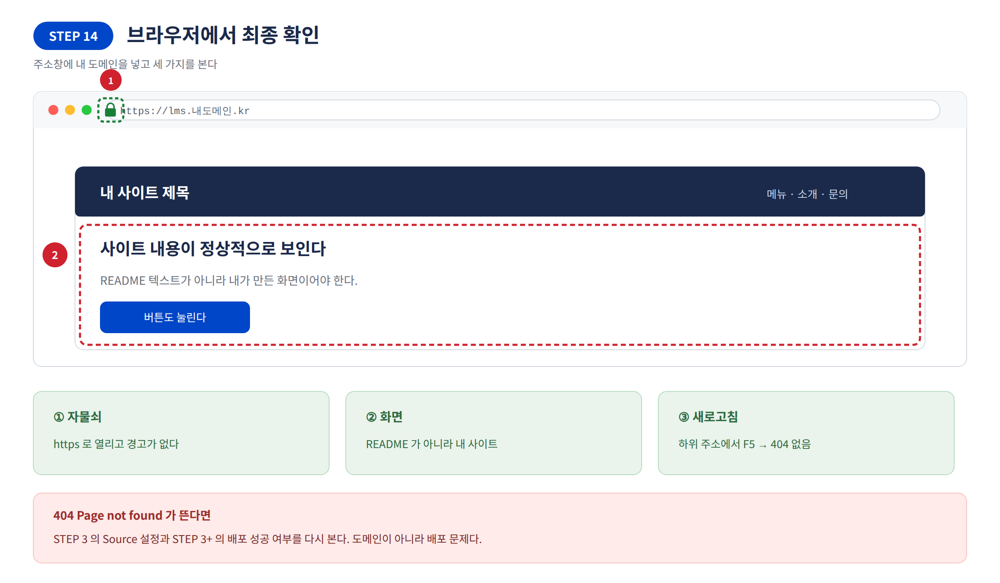 STEP 14 브라우저에서 최종 확인
주소창에 내 도메인을 넣고 세 가지를 본다
1
https://lms.내도메인.kr
내 사이트 제목
메뉴 · 소개 · 문의
2
사이트 내용이 정상적으로 보인다
README 텍스트가 아니라 내가 만든 화면이어야 한다.
버튼도 눌린다
① 자물쇠
https 로 열리고 경고가 없다
② 화면
README 가 아니라 내 사이트
③ 새로고침
하위 주소에서 F5 → 404 없음
404 Page not found 가 뜬다면
STEP 3 의 Source 설정과 STEP 3+ 의 배포 성공 여부를 다시 본다. 도메인이 아니라 배포 문제다.